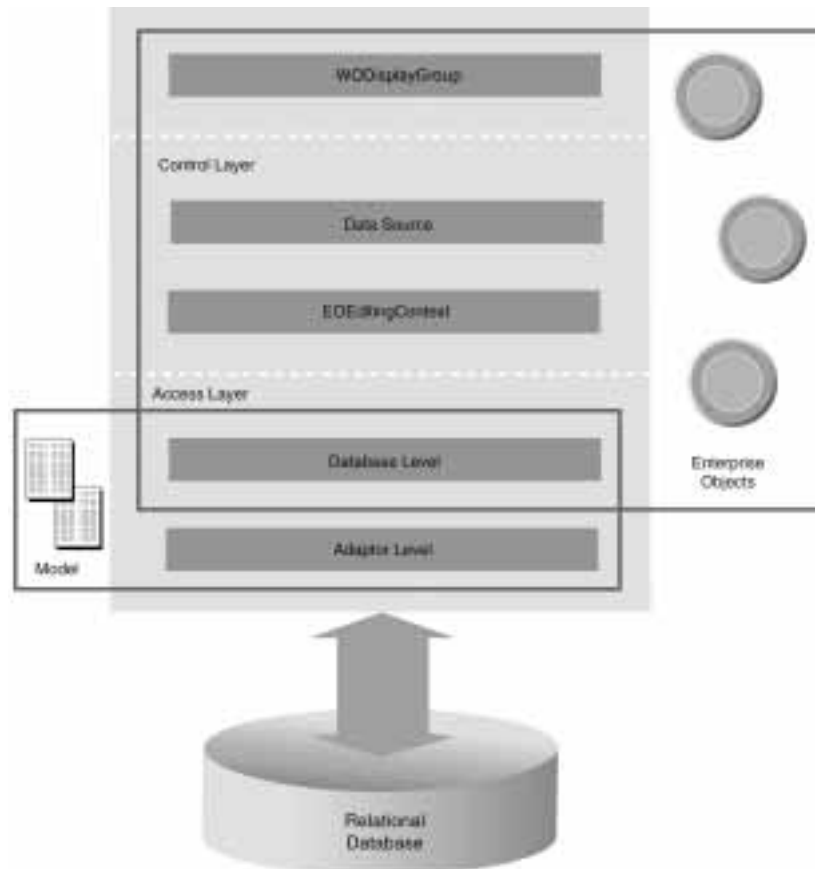 WODisplayGroup
Control Layer
Data Source
EOEditingContext
Access Layer
Database Level
Enterprise
Objects
Adaptor Level
Model
Relational
Database